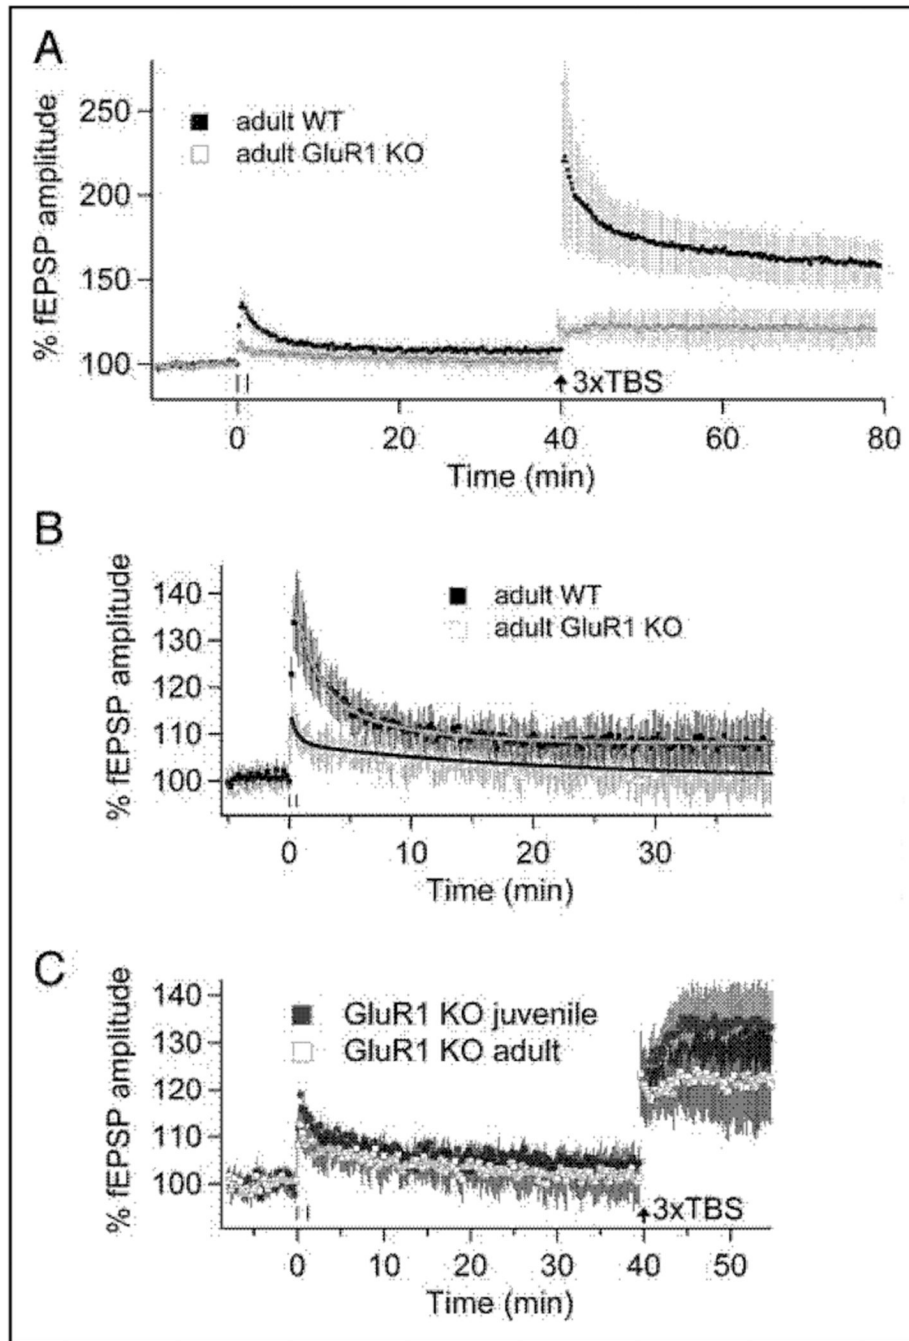 A
% fEPSP amplitude
250
200
150
100
adult WT
adult GluR1 KO
3xTBS
0
20
40
60
80
Time (min)
B
% fEPSP amplitude
140
130
120
110
100
adult WT
adult GluR1 KO
0
10
20
30
Time (min)
C
% fEPSP amplitude
140
130
120
110
100
GluR1 KO juvenile
GluR1 KO adult
3xTBS
0
10
20
30
40
50
Time (min)